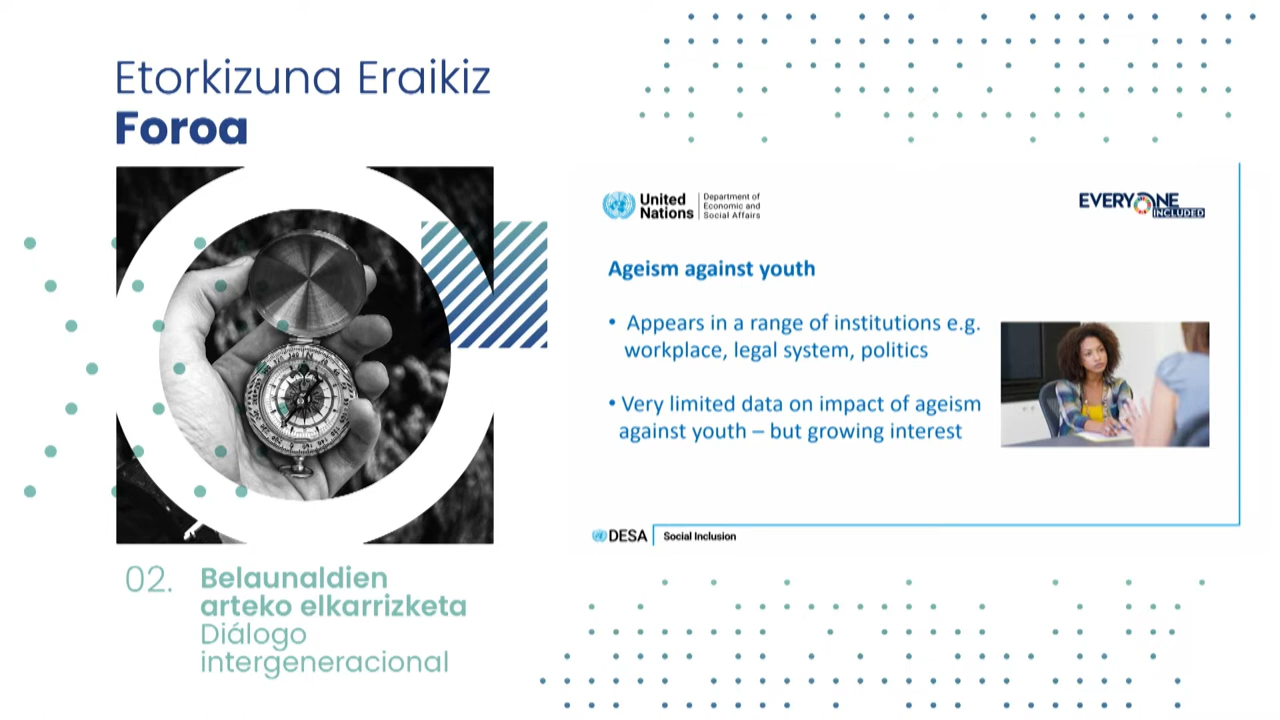 Etorkizuna Eraikiz
Foroa
United
Nations
Department of
Economic and
Social Affairs
EVERYONE
INCLUDED
Ageism against youth
• Appears in a range of institutions e.g.
workplace, legal system, politics
• Very limited data on impact of ageism
against youth – but growing interest
DESA
Social Inclusion
02.
Belaunaldien
arteko elkarrizketa
Diálogo
intergeneracional